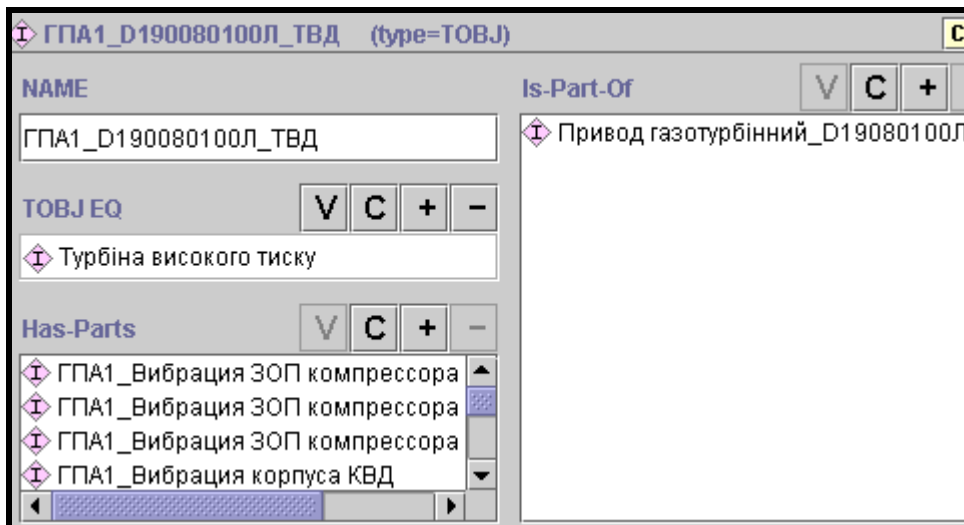 ГПА1_D190080100Л_ТВД (type=TOBJ)
C
NAME
ГПА1_D190080100Л_ТВД
TOBJ EQ
V C + −
Турбіна високого тиску
Has-Parts
V C + −
ГПА1_Вибрация ЗОП компрессора
ГПА1_Вибрация ЗОП компрессора
ГПА1_Вибрация ЗОП компрессора
ГПА1_Вибрация корпуса КВД
Is-Part-Of
V C +
Привод газотурбінний_D19080100Л